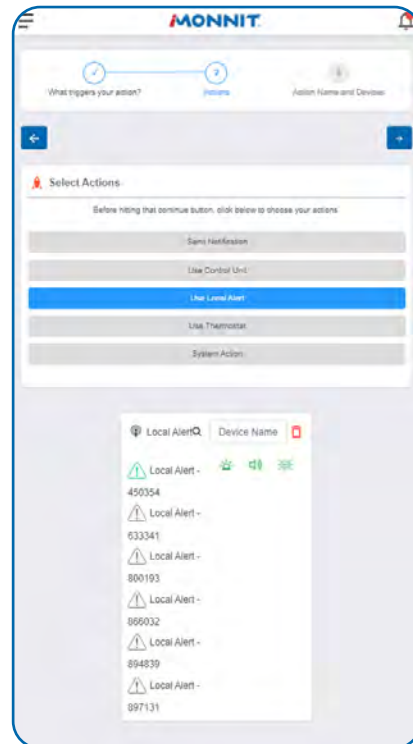 MONNIT
What triggers your action?
Actions
Action Name and Devices
Select Actions
Before hitting that continue button, click below to choose your actions
Send Notification
Use Control Unit
Use Local Alert
Use Thermostat
System Action
Local Alert
Device Name
Local Alert -
450354
Local Alert -
633341
Local Alert -
800193
Local Alert -
866032
Local Alert -
894839
Local Alert -
897131